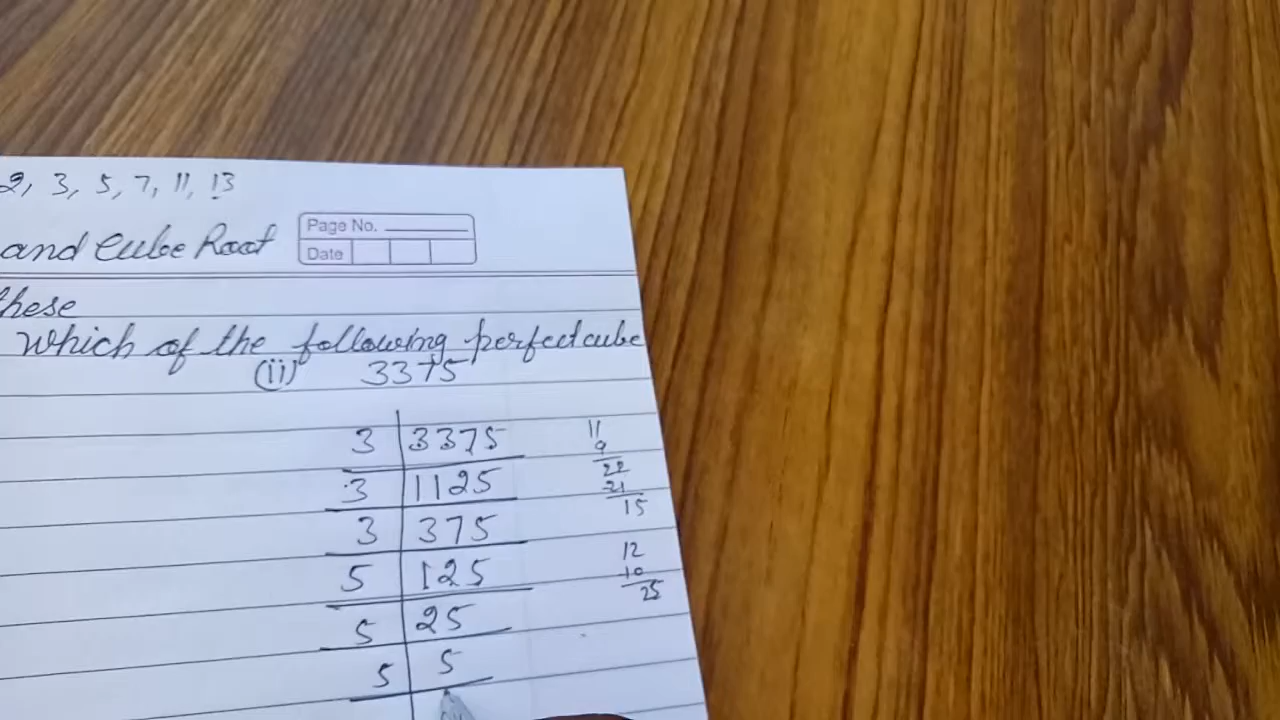 2, 3, 5, 7, 11, 13
and Cube Root
Page No.
Date
these
which of the following perfect cube
(ii) 3375
3 3375
3 1125
3 375
5 125
5 25
5 5
11
9
22
21
15
12
10
25